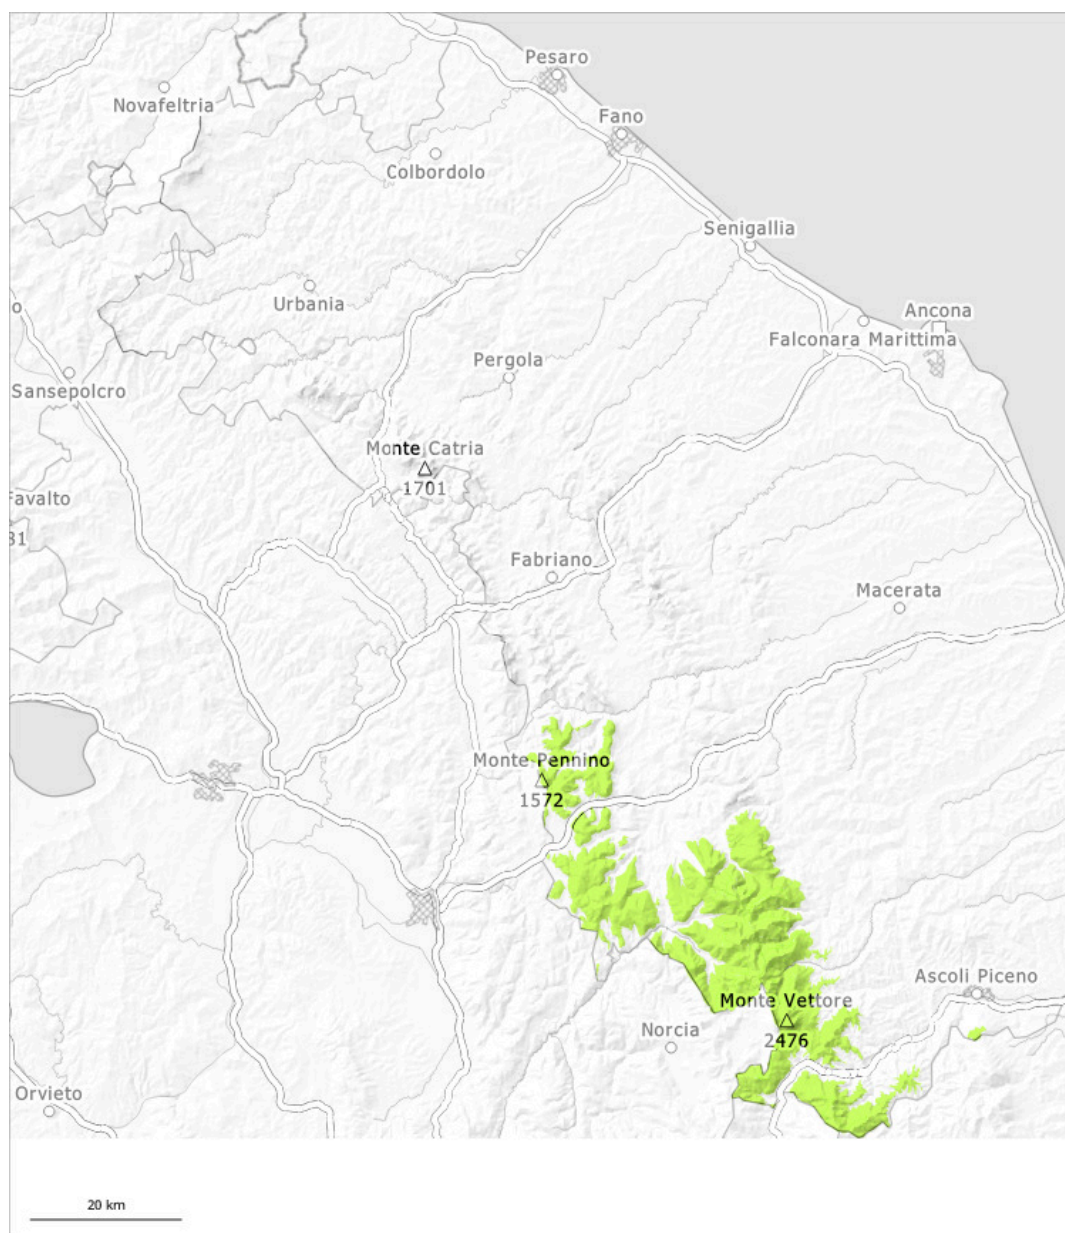 Pesaro
Novafeltria
Fano
Colbordolo
Senigallia
Urbania
o
Ancona
Falconara Marittima
Pergola
Sansepolcro
Monte Catria
1701
Favalto
31
Fabriano
Macerata
Monte Pennino
1572
Ascoli Piceno
Monte Vettore
Norcia
2476
Orvieto
20 km